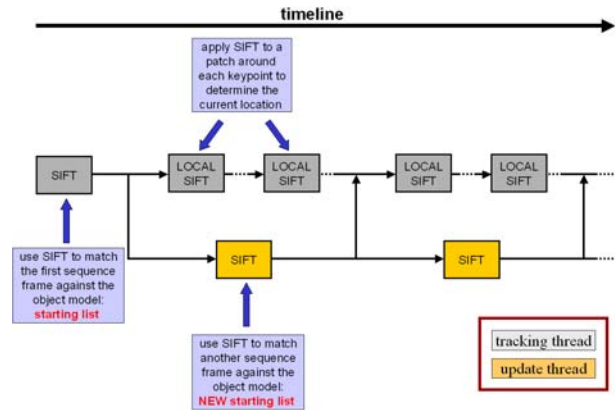 timeline
apply SIFT to a
patch around
each keypoint to
determine the
current location
SIFT
LOCAL
SIFT
LOCAL
SIFT
LOCAL
SIFT
LOCAL
SIFT
use SIFT to match
the first sequence
frame against the
object model:
starting list
SIFT
SIFT
use SIFT to match
another sequence
frame against the
object model:
NEW starting list
tracking thread
update thread